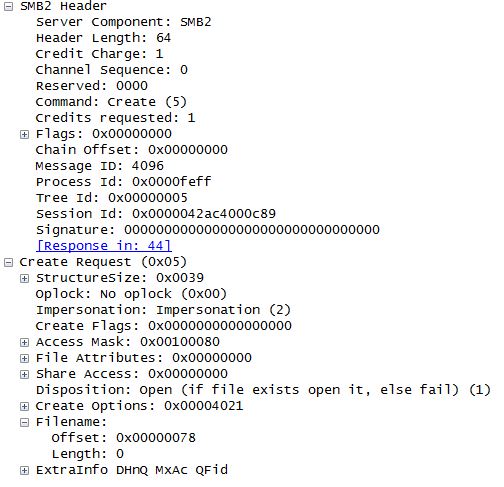 SMB2 Header
Server Component: SMB2
Header Length: 64
Credit Charge: 1
Channel Sequence: 0
Reserved: 0000
Command: Create (5)
Credits requested: 1
Flags: 0x00000000
Chain Offset: 0x00000000
Message ID: 4096
Process Id: 0x0000feff
Tree Id: 0x00000005
Session Id: 0x0000042ac4000c89
Signature: 00000000000000000000000000000000
[Response in: 44]
Create Request (0x05)
StructureSize: 0x0039
Oplock: No oplock (0x00)
Impersonation: Impersonation (2)
Create Flags: 0x0000000000000000
Access Mask: 0x00100080
File Attributes: 0x00000000
Share Access: 0x00000000
Disposition: Open (if file exists open it, else fail) (1)
Create Options: 0x00004021
Filename:
Offset: 0x00000078
Length: 0
ExtraInfo DHnQ MxAc QFid